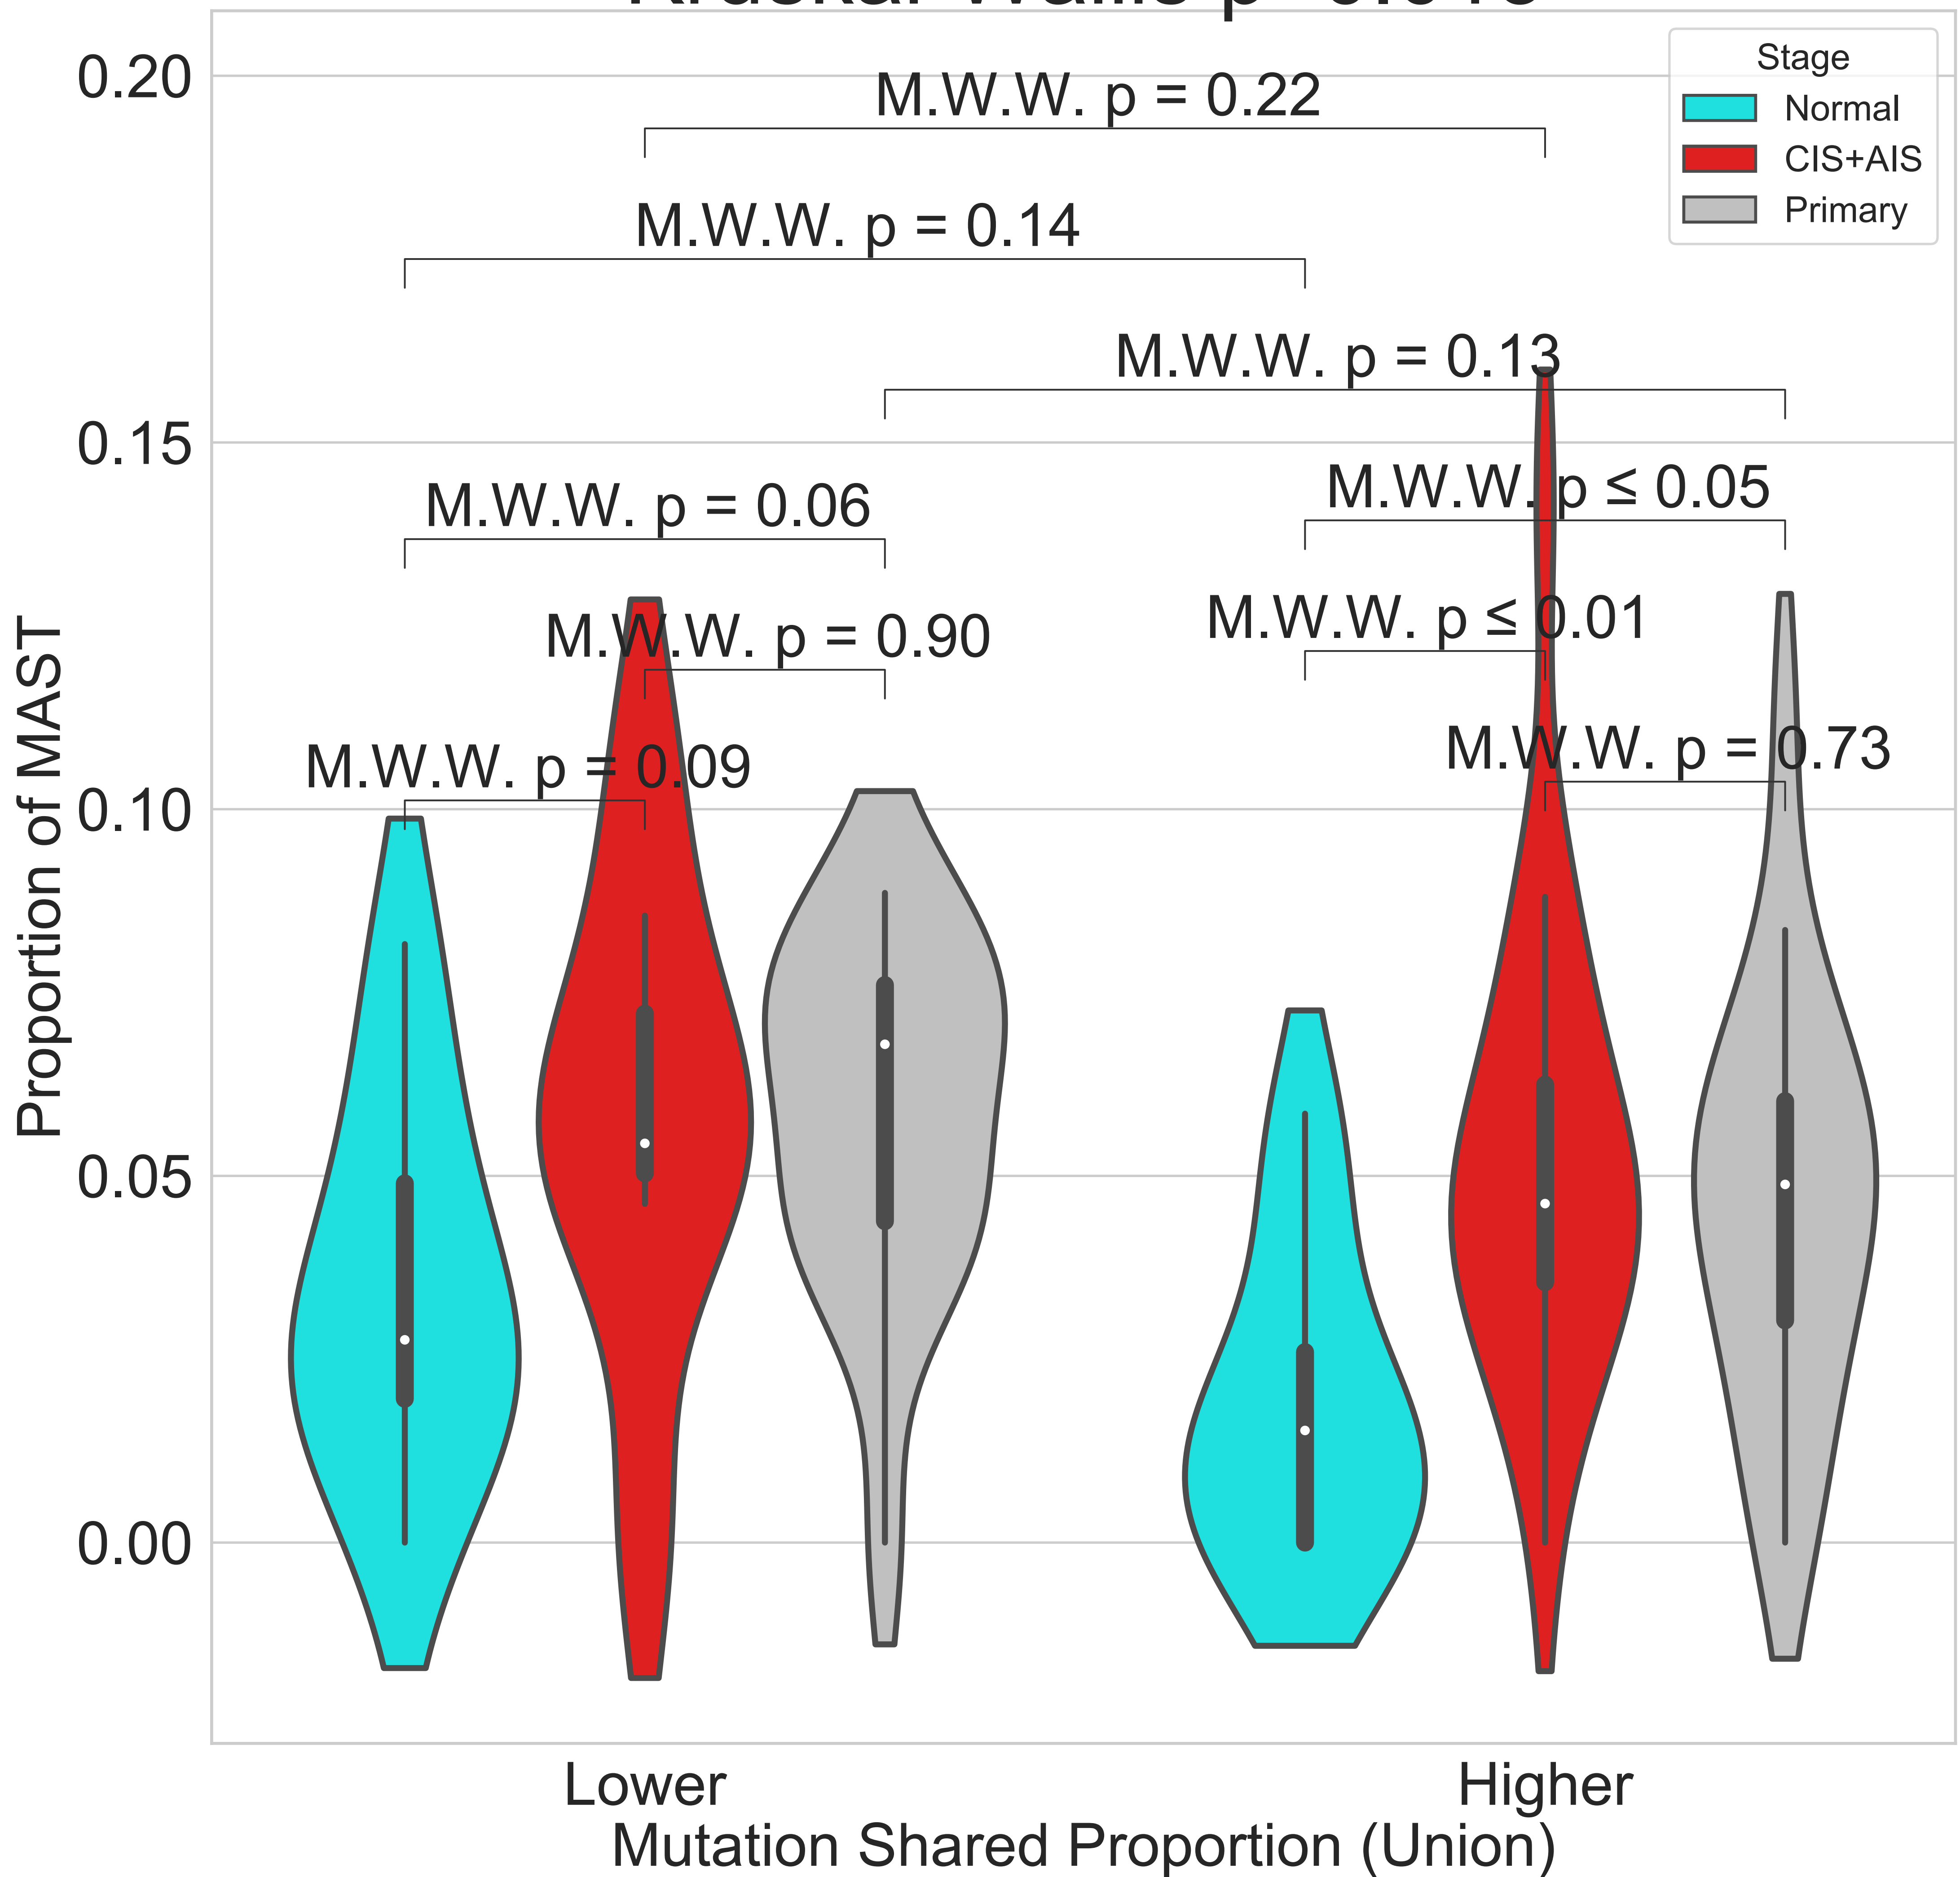 Stage
Normal
CIS+AIS
Primary
0.20
0.15
0.10
0.05
0.00
Proportion of MAST
M.W.W. p = 0.22
M.W.W. p = 0.14
M.W.W. p = 0.13
M.W.W. p = 0.06
M.W.W. p ≤ 0.05
M.W.W. p = 0.90
M.W.W. p ≤ 0.01
M.W.W. p = 0.09
M.W.W. p = 0.73
Lower
Higher
Mutation Shared Proportion (Union)